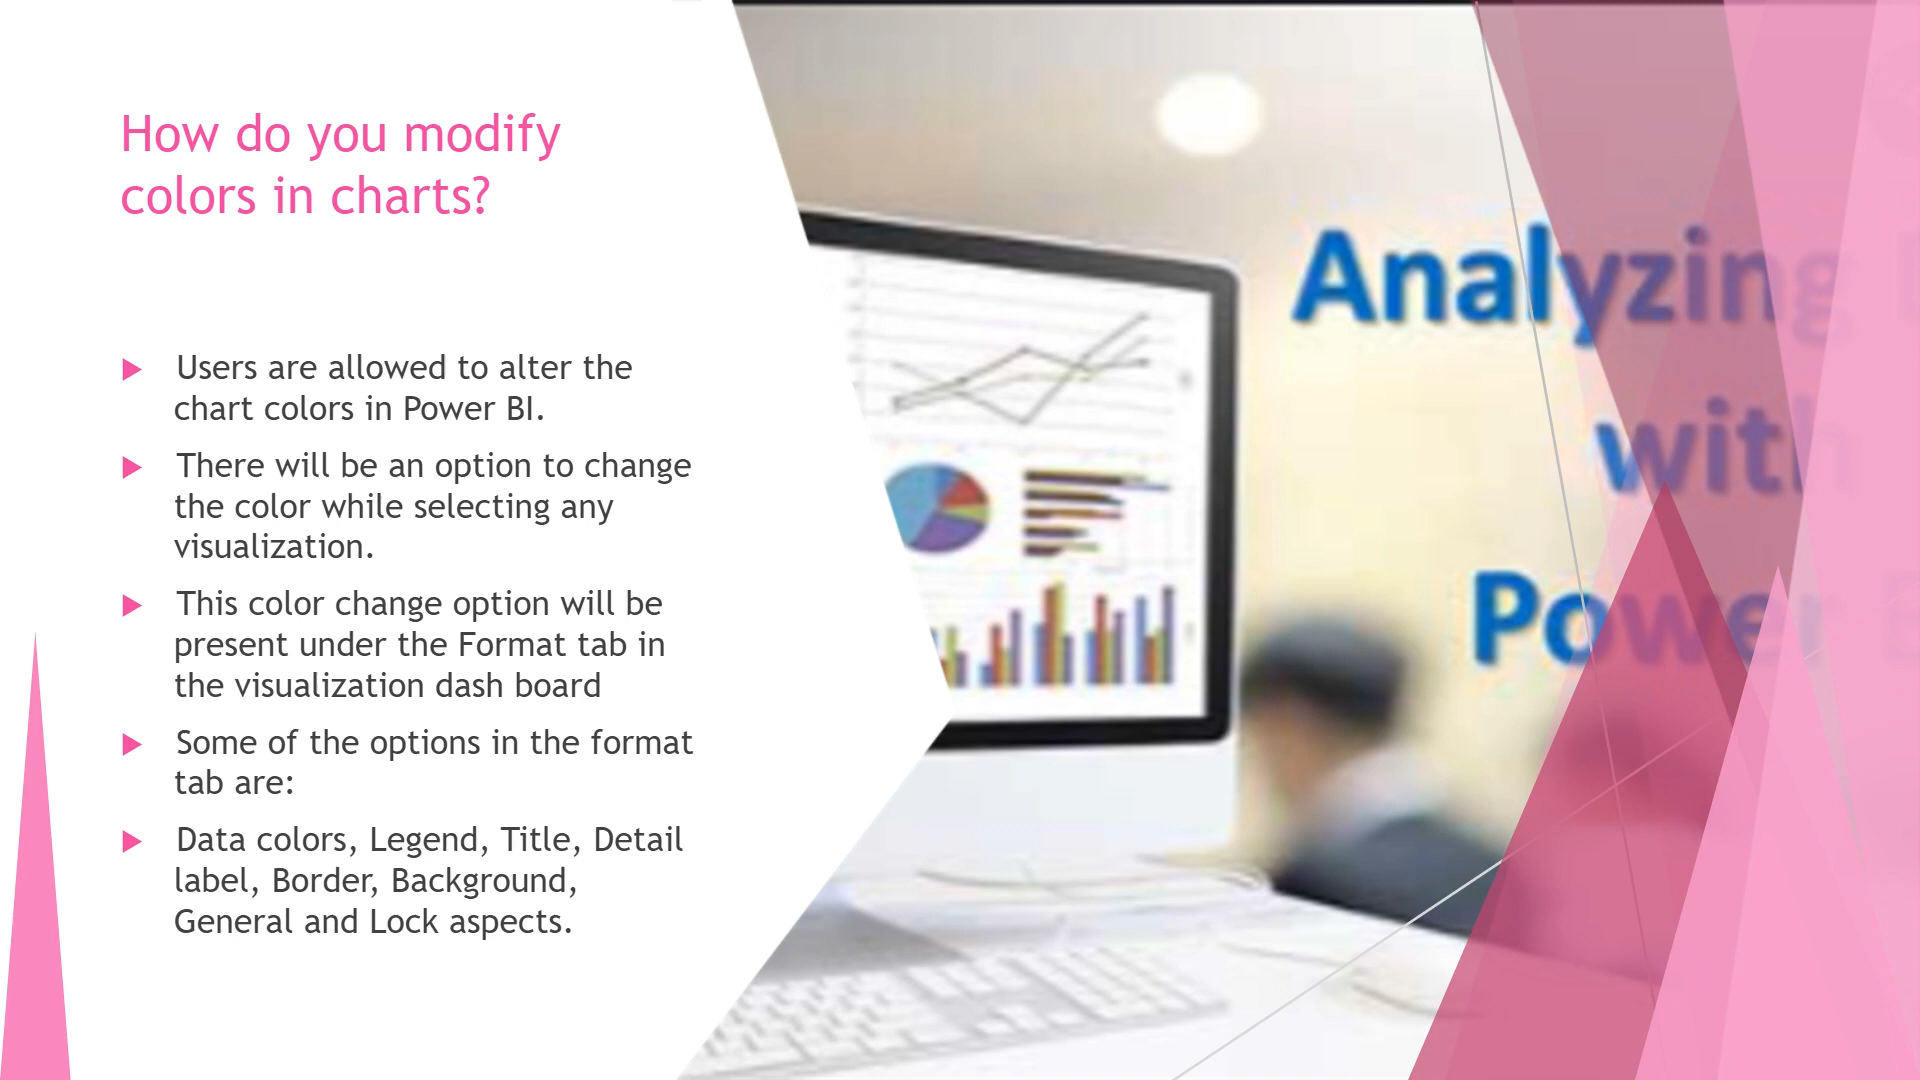 How do you modify
colors in charts?
Users are allowed to alter the
chart colors in Power BI.
There will be an option to change
the color while selecting any
visualization.
This color change option will be
present under the Format tab in
the visualization dash board
Some of the options in the format
tab are:
Data colors, Legend, Title, Detail
label, Border, Background,
General and Lock aspects.
Analyzing
with
Power